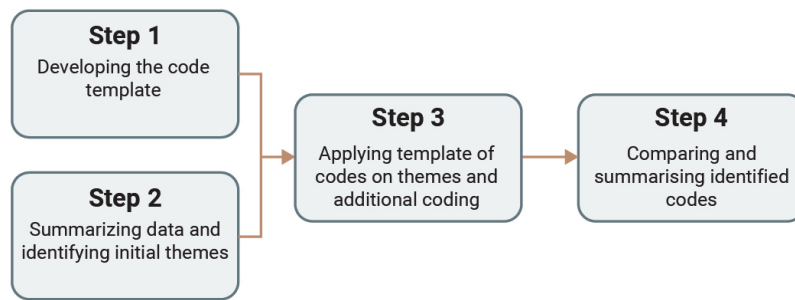 Step 1
Developing the code
template
Step 2
Summarizing data and
identifying initial themes
Step 3
Applying template of
codes on themes and
additional coding
Step 4
Comparing and
summarising identified
codes